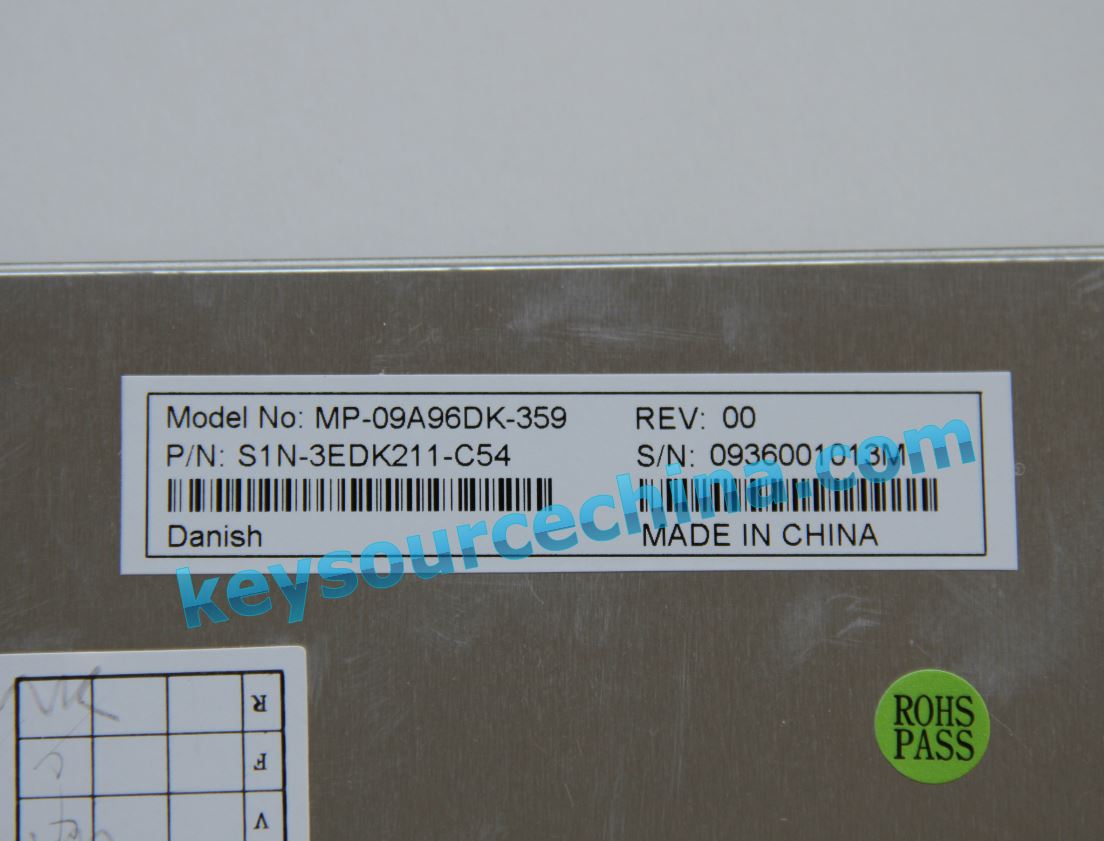 Model No: MP-09A96DK-359
REV: 00
P/N: S1N-3EDK211-C54
S/N: 0936001013M
Danish
MADE IN CHINA
keysourcechina.com
R
F
V
ROHS
PASS